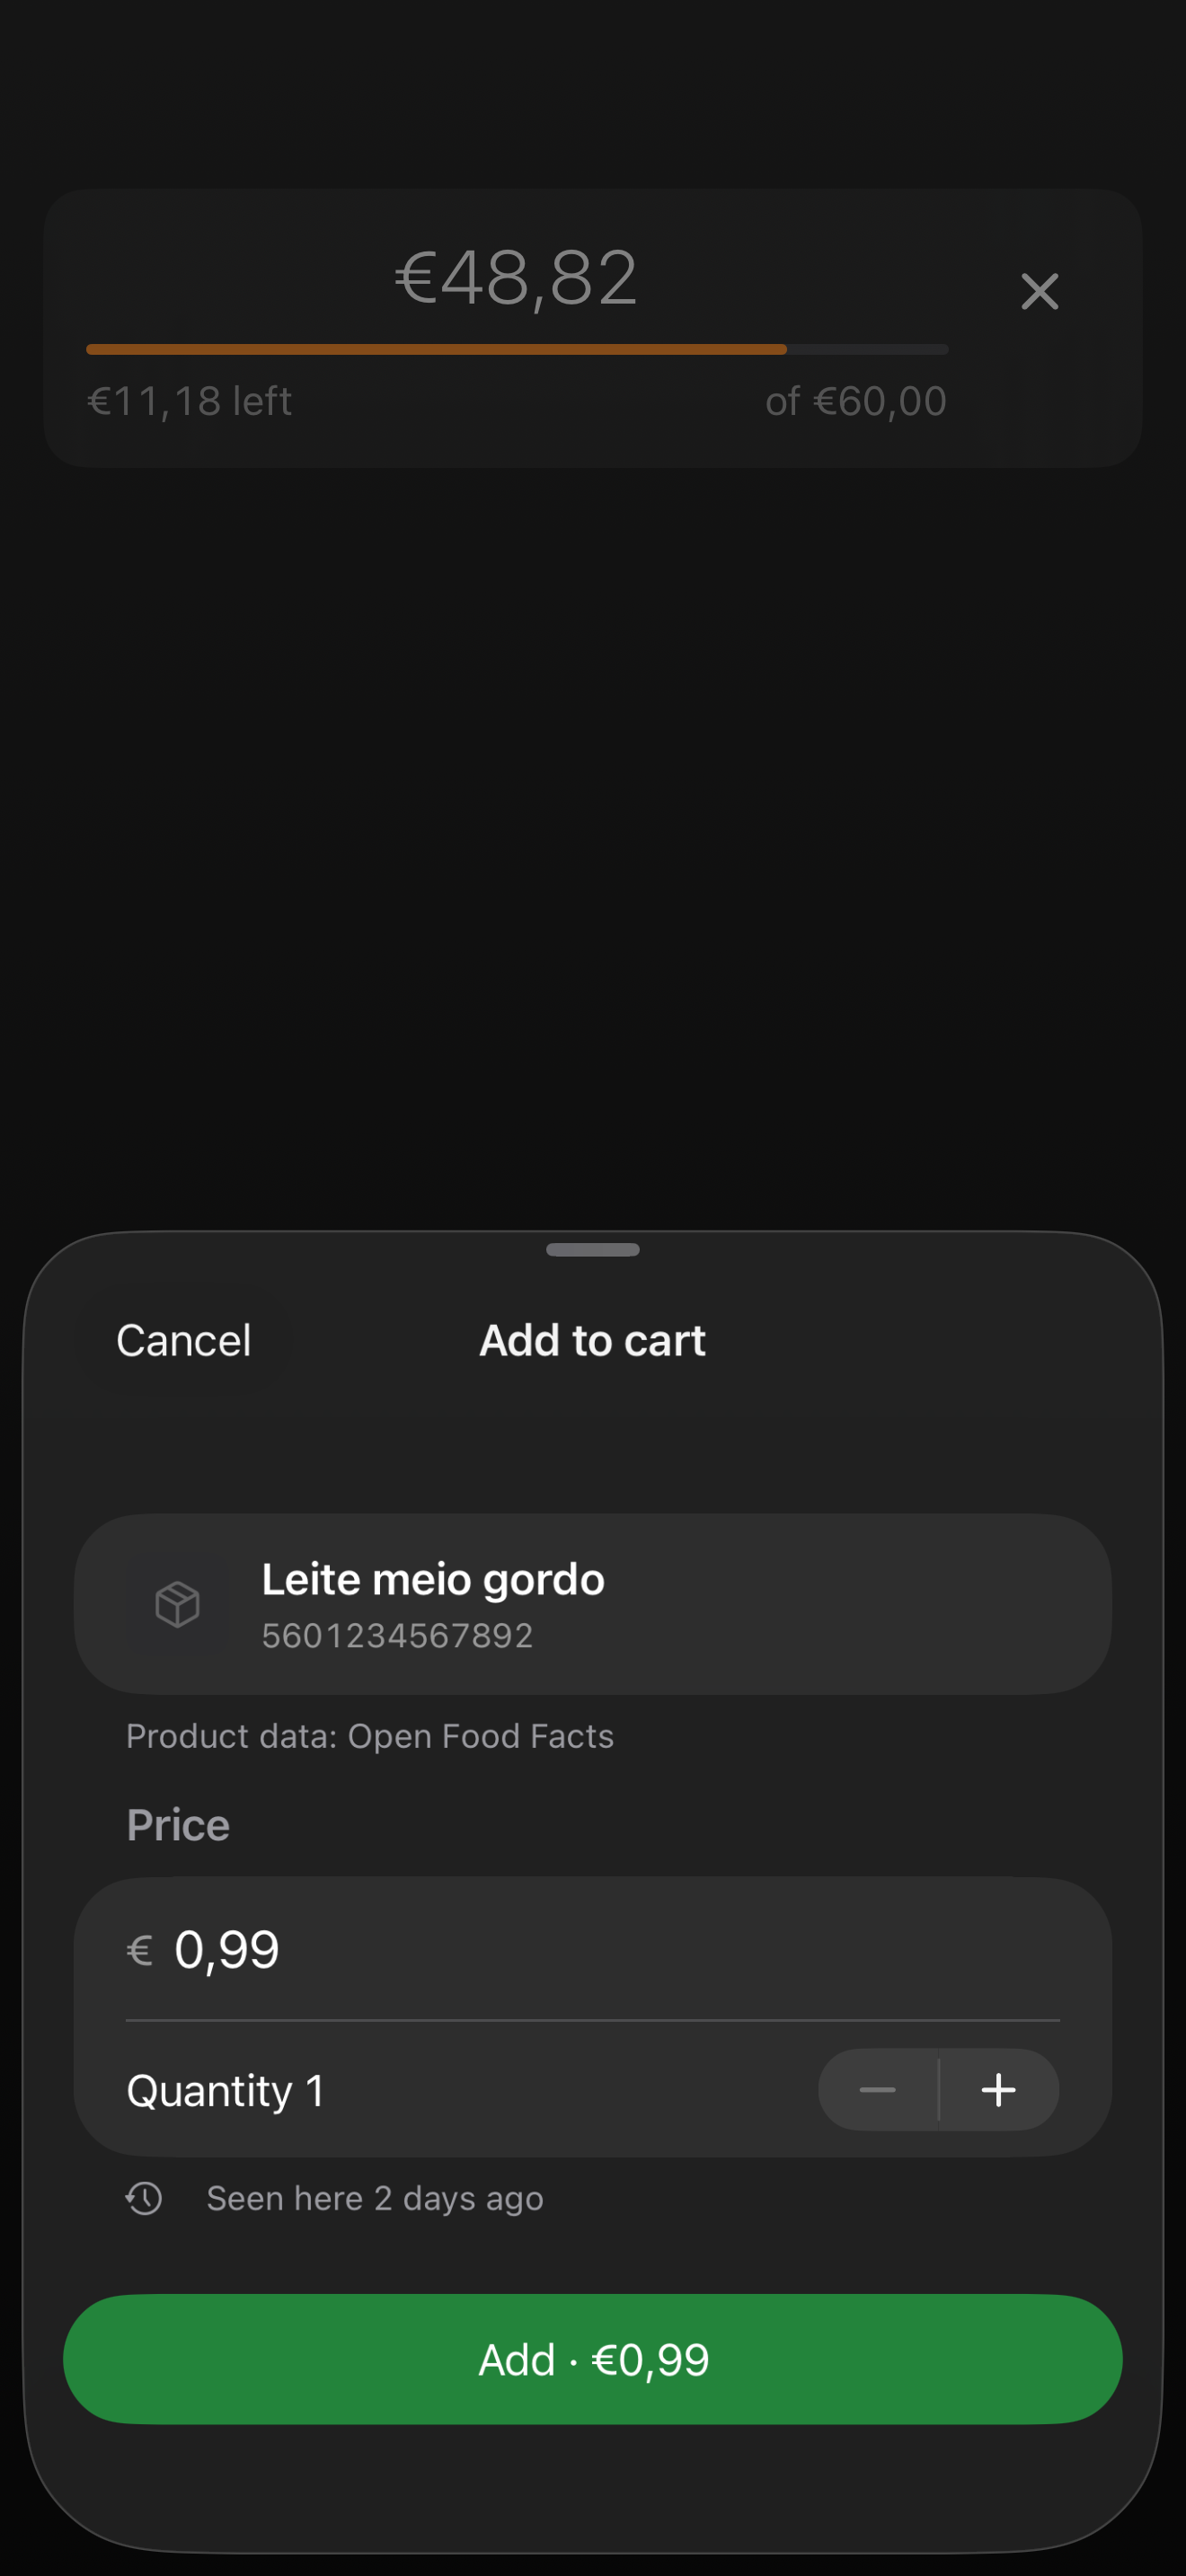 €48,82
€11,18 left
of €60,00
Cancel
Add to cart
Leite meio gordo
5601234567892
Product data: Open Food Facts
Price
€ 0,99
Quantity 1
Seen here 2 days ago
Add · €0,99